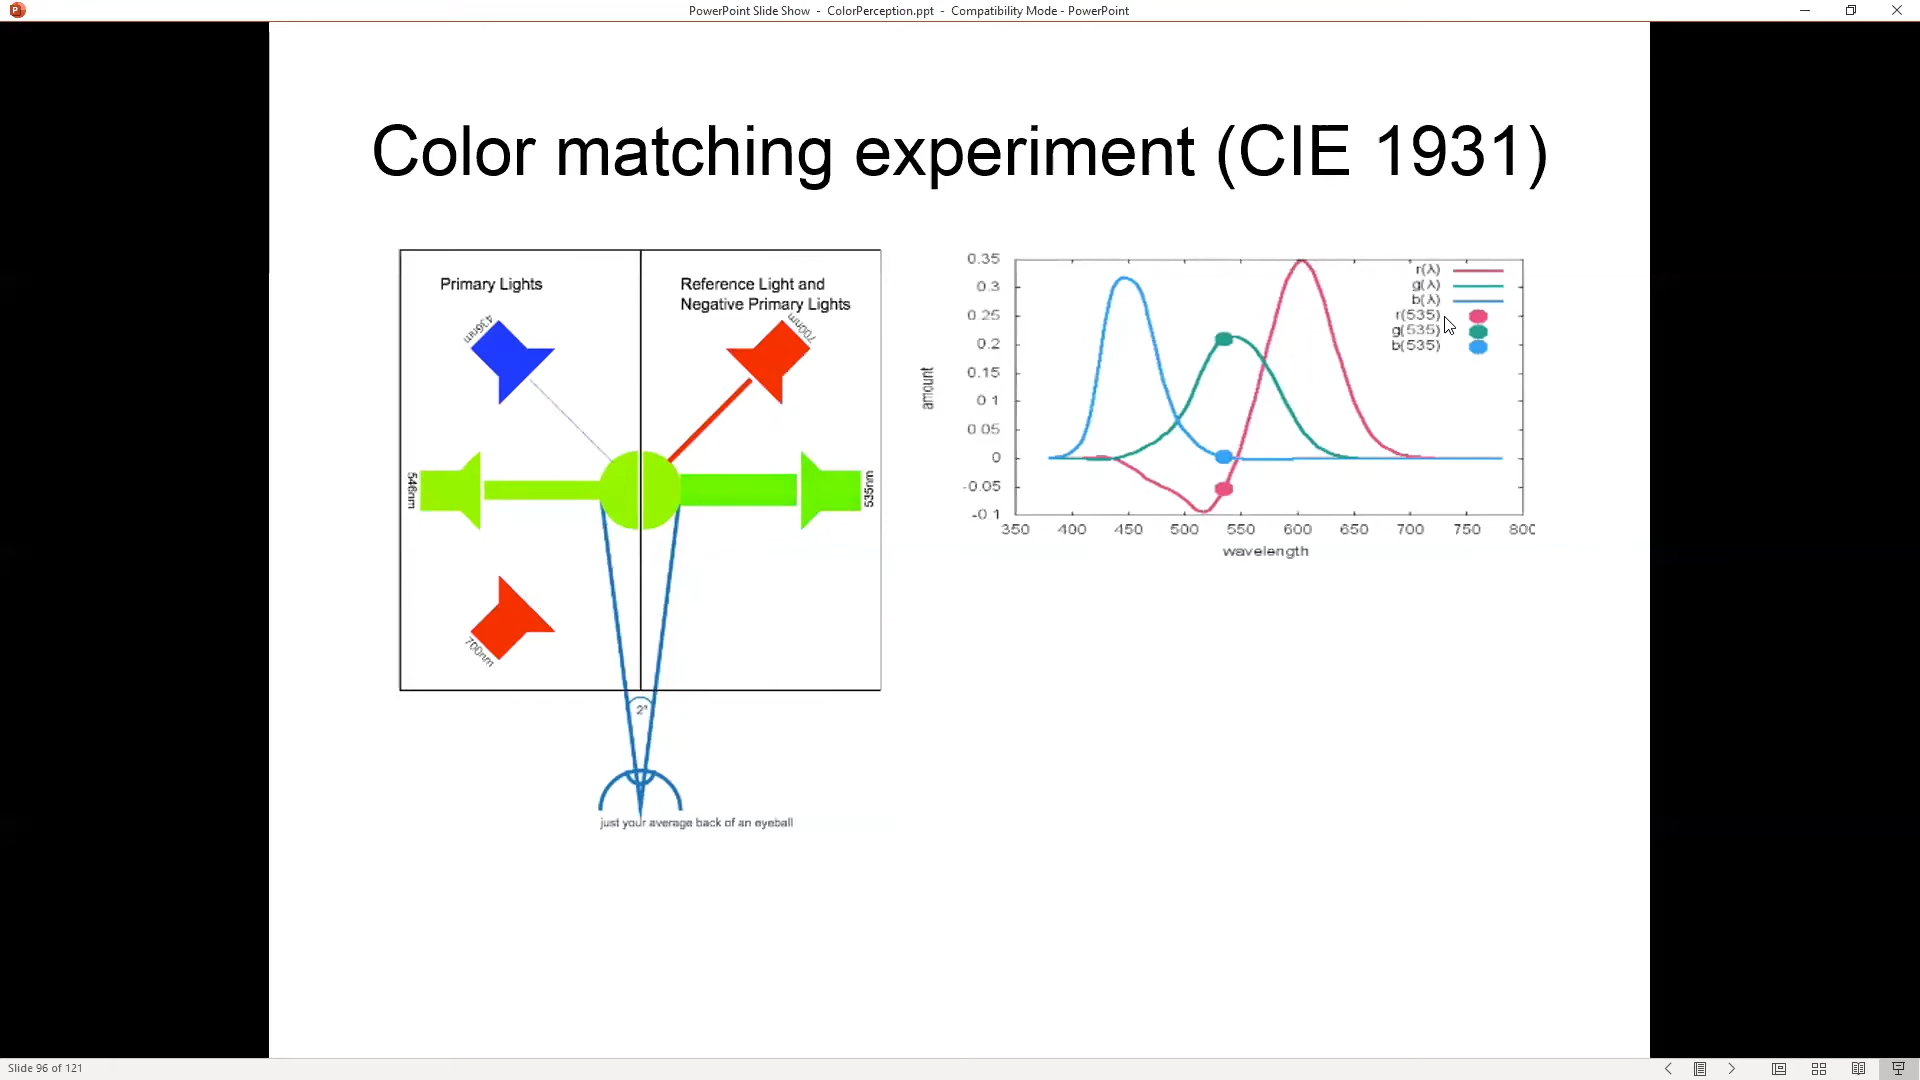 PowerPoint Slide Show - ColorPerception.ppt - Compatibility Mode - PowerPoint
Color matching experiment (CIE 1931)
Primary Lights
Reference Light and
Negative Primary Lights
436nm
700nm
546nm
535nm
700nm
2°
just your average back of an eyeball
0.35
0.3
0.25
0.2
0.15
0.1
0.05
0
-0.05
-0.1
amount
r(λ)
g(λ)
b(λ)
r(535)
g(535)
b(535)
350 400 450 500 550 600 650 700 750 800
wavelength
Slide 96 of 121